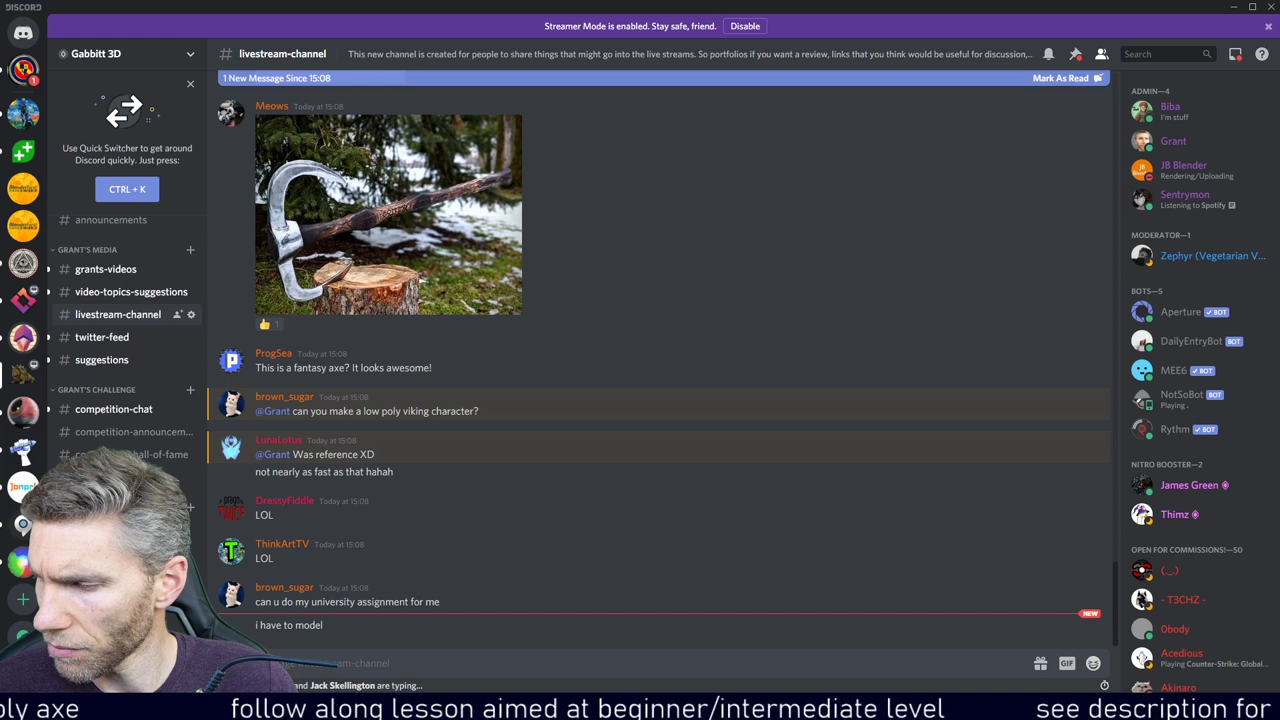 DISCORD
Streamer Mode is enabled. Stay safe, friend. Disable
Gabbitt 3D
# livestream-channel
This new channel is created for people to share things that might go into the live streams. So portfolios if you want a review, links that you think would be useful for discussion,...
Search
1 New Message Since 15:08
Mark As Read
Use Quick Switcher to get around
Discord quickly. Just press:
CTRL + K
# announcements
GRANT'S MEDIA
# grants-videos
# video-topics-suggestions
# livestream-channel
# twitter-feed
# suggestions
GRANT'S CHALLENGE
# competition-chat
# competition-announcem...
hall-of-fame
Meows Today at 15:08
1
ProgSea Today at 15:08
This is a fantasy axe? It looks awesome!
brown_sugar Today at 15:08
@Grant can you make a low poly viking character?
LunaLotus Today at 15:08
@Grant Was reference XD
not nearly as fast as that hahah
DressyFiddle Today at 15:08
LOL
ThinkArtTV Today at 15:08
LOL
brown_sugar Today at 15:08
can u do my university assignment for me
NEW
i have to model
stream-channel
GIF
and Jack Skellington are typing...
ADMIN—4
Biba
I'm stuff
Grant
JB Blender
Rendering/Uploading
Sentrymon
Listening to Spotify
MODERATOR—1
Zephyr (Vegetarian V...
BOTS—5
Aperture BOT
DailyEntryBot BOT
MEE6 BOT
NotSoBot BOT
Playing .
Rythm BOT
NITRO BOOSTER—2
James Green
Thimz
OPEN FOR COMMISSIONS!—50
(._.)
- T3CHZ -
0body
Acedious
Playing Counter-Strike: Global...
Akinaro
oly axe follow along lesson aimed at beginner/intermediate level see description for